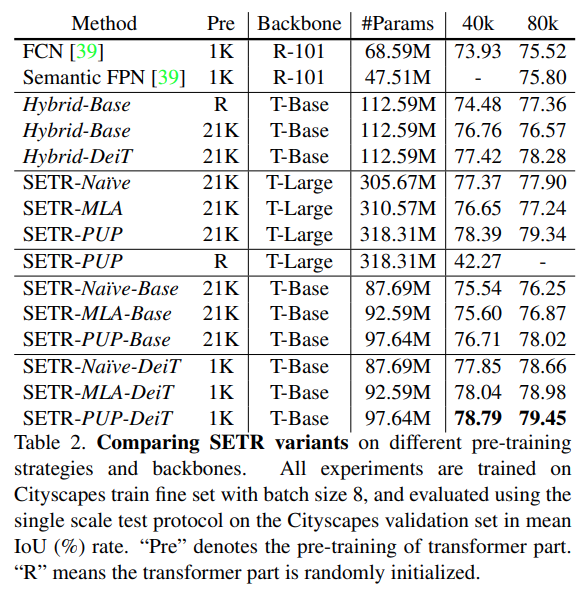 Method Pre Backbone #Params 40k 80k
FCN [39] 1K R-101 68.59M 73.93 75.52
Semantic FPN [39] 1K R-101 47.51M - 75.80
Hybrid-Base R T-Base 112.59M 74.48 77.36
Hybrid-Base 21K T-Base 112.59M 76.76 76.57
Hybrid-DeiT 21K T-Base 112.59M 77.42 78.28
SETR-Naïve 21K T-Large 305.67M 77.37 77.90
SETR-MLA 21K T-Large 310.57M 76.65 77.24
SETR-PUP 21K T-Large 318.31M 78.39 79.34
SETR-PUP R T-Large 318.31M 42.27 -
SETR-Naïve-Base 21K T-Base 87.69M 75.54 76.25
SETR-MLA-Base 21K T-Base 92.59M 75.60 76.87
SETR-PUP-Base 21K T-Base 97.64M 76.71 78.02
SETR-Naïve-DeiT 1K T-Base 87.69M 77.85 78.66
SETR-MLA-DeiT 1K T-Base 92.59M 78.04 78.98
SETR-PUP-DeiT 1K T-Base 97.64M 78.79 79.45
Table 2. Comparing SETR variants on different pre-training
strategies and backbones. All experiments are trained on
Cityscapes train fine set with batch size 8, and evaluated using the
single scale test protocol on the Cityscapes validation set in mean
IoU (%) rate. “Pre” denotes the pre-training of transformer part.
“R” means the transformer part is randomly initialized.